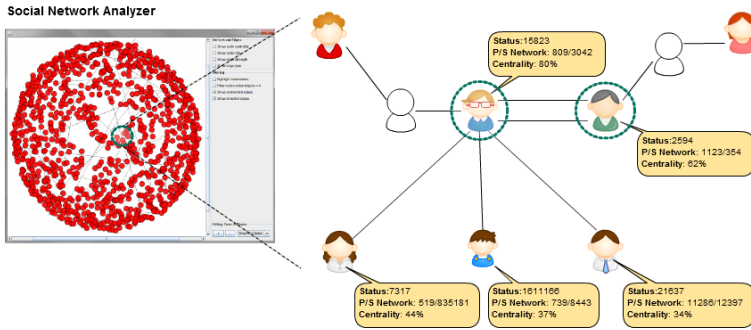 Social Network Analyzer
Status:15823
P/S Network: 809/3042
Centrality: 80%
Status:2594
P/S Network: 1123/354
Centrality: 62%
Status:7317
P/S Network: 519/835181
Centrality: 44%
Status:1611166
P/S Network: 739/8443
Centrality: 37%
Status:21637
P/S Network: 11286/12397
Centrality: 34%